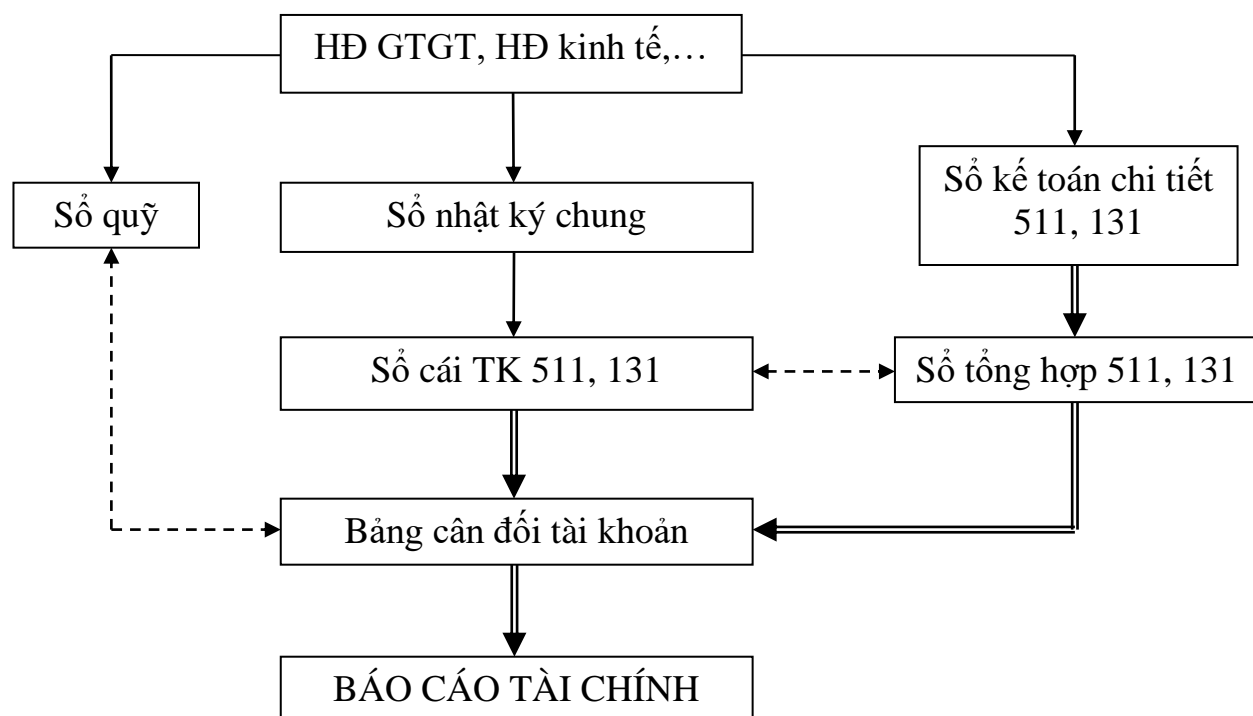 HĐ GTGT, HĐ kinh tế,…
Sổ quỹ
Sổ nhật ký chung
Sổ kế toán chi tiết
511, 131
Sổ cái TK 511, 131
Sổ tổng hợp 511, 131
Bảng cân đối tài khoản
BÁO CÁO TÀI CHÍNH